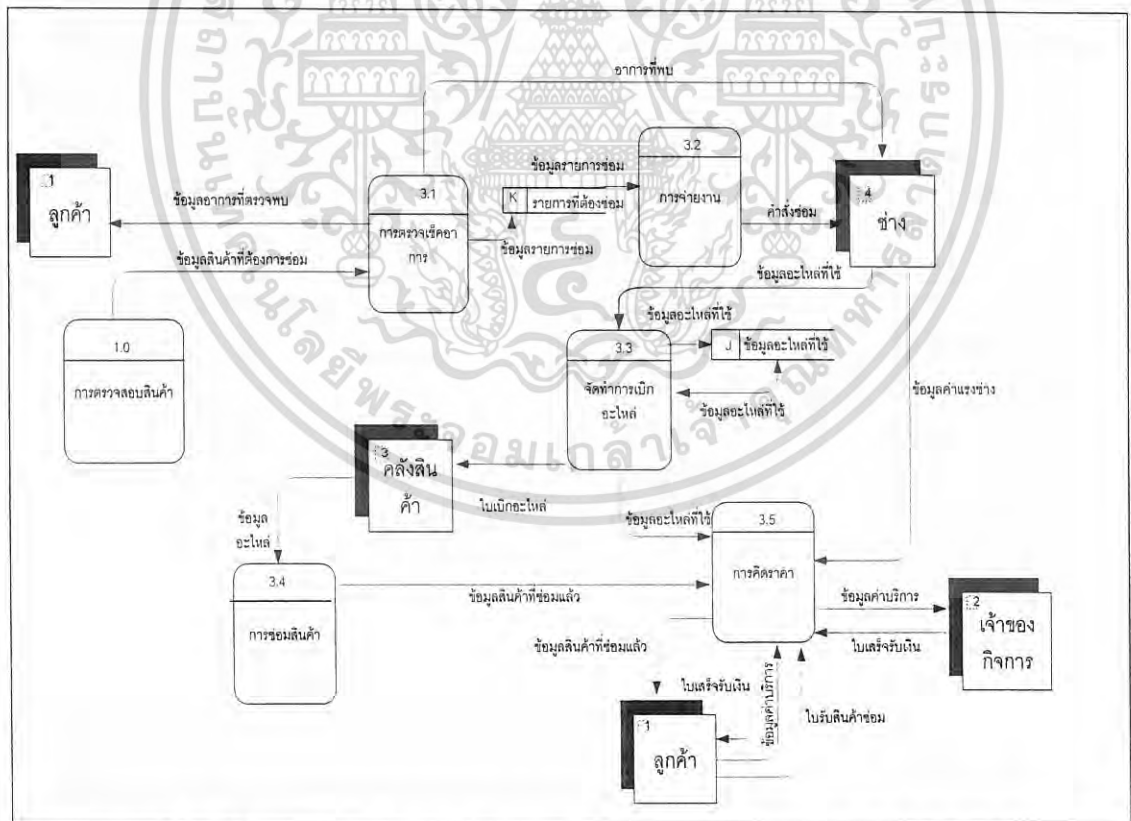 อาการที่พบ
3.2
การจ่ายงาน
1
ลูกค้า
ข้อมูลอาการที่ตรวจพบ
3.1
การตรวจเช็คอา
การ
ข้อมูลรายการซ่อม
K
รายการที่ต้องซ่อม
ข้อมูลรายการซ่อม
คำสั่งซ่อม
4
ช่าง
ข้อมูลสินค้าที่ต้องการซ่อม
ข้อมูลอะไหล่ที่ใช้
1.0
การตรวจสอบสินค้า
3.3
จัดทำการเบิก
อะไหล่
ข้อมูลอะไหล่ที่ใช้
J
ข้อมูลอะไหล่ที่ใช้
ข้อมูลอะไหล่ที่ใช้
ข้อมูลค่าแรงช่าง
3
คลังสิน
ค้า
ใบเบิกอะไหล่
ข้อมูล
อะไหล่
ข้อมูลอะไหล่ที่ใช้
3.5
การคิดราคา
3.4
การซ่อมสินค้า
ข้อมูลสินค้าที่ซ่อมแล้ว
ข้อมูลค่าบริการ
2
เจ้าของ
กิจการ
ใบเสร็จรับเงิน
ข้อมูลสินค้าที่ซ่อมแล้ว
ใบเสร็จรับเงิน
ข้อมูลค่าบริการ
ใบรับสินค้าซ่อม
1
ลูกค้า